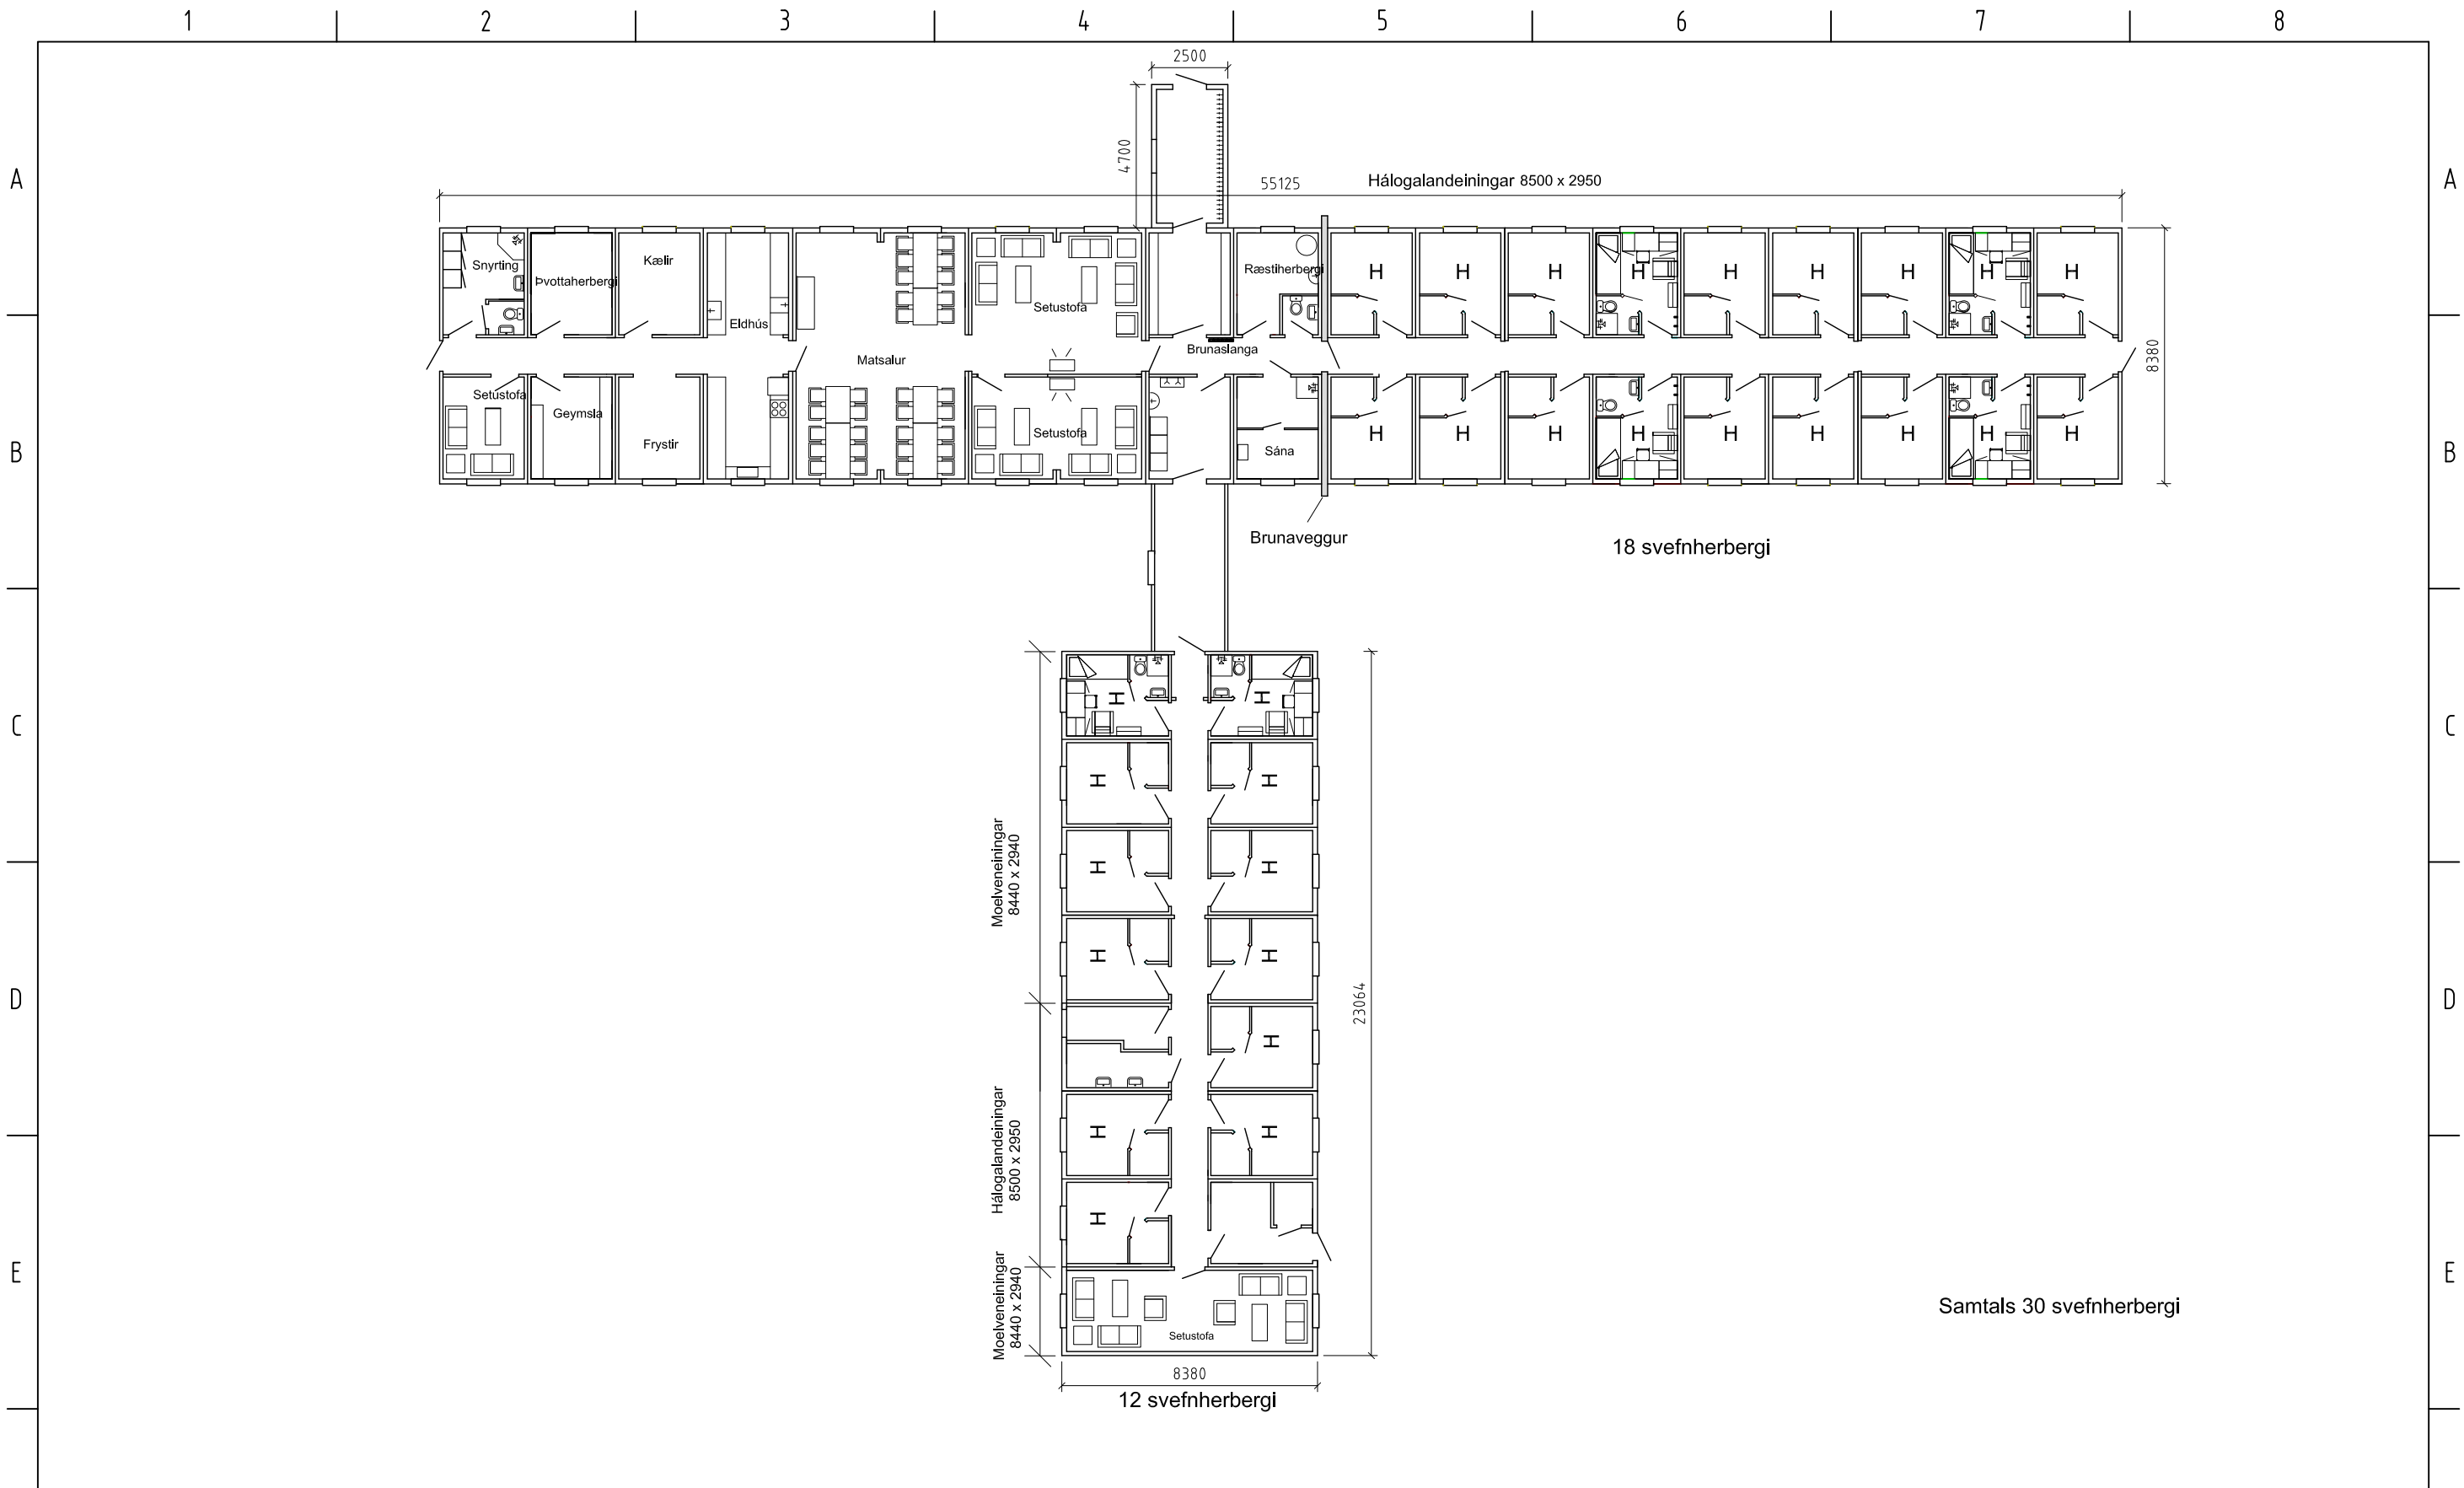 1 2 3 4 5 6 7 8
2500
A 4700 A
55125 Hálogalandeiningar 8500 x 2950
Snyrting Þvottaherbergi Kælir Ræstiherbergi
H H H H H H H H H
Setustofa
Eldhús
Brunaslanga
Matsalur
8380
Setustofa Geymsla Frystir Setustofa Sána
H H H H H H H H H
B B
Brunaveggur
18 svefnherbergi
H H
C C
H H
Moelveneiningar
8440 x 2940
H H
H H
D D
23064
H
Hálogalandeiningar
8500 x 2950
H H
H
E E
Moelveneiningar
8440 x 2940
Samtals 30 svefnherbergi
Setustofa
8380
12 svefnherbergi